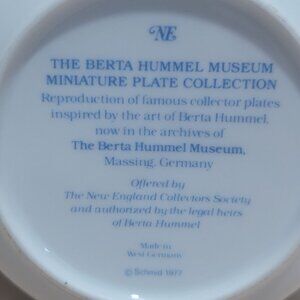 NE
THE BERTA HUMMEL MUSEUM
MINIATURE PLATE COLLECTION
Reproduction of famous collector plates
inspired by the art of Berta Hummel,
now in the archives of
The Berta Hummel Museum,
Massing, Germany
Offered by
The New England Collectors Society
and authorized by the legal heirs
of Berta Hummel
Made in
West Germany
© Schmid 1977